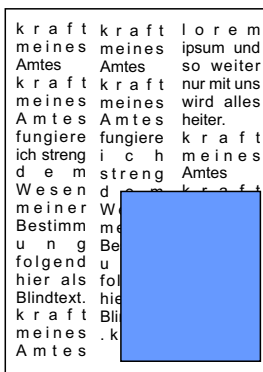 kraft
meines
Amtes
kraft
meines
Amtes
fungiere
ich streng
dem
Wesen
meiner
Bestimm
ung
folgend
hier als
Blindtext.
kraft
meines
Amtes
kraft
meines
Amtes
kraft
meines
Amtes
fungiere
ich
streng
lorem
ipsum und
so weiter
nur mit uns
wird alles
heiter.
kraft
meines
Amtes